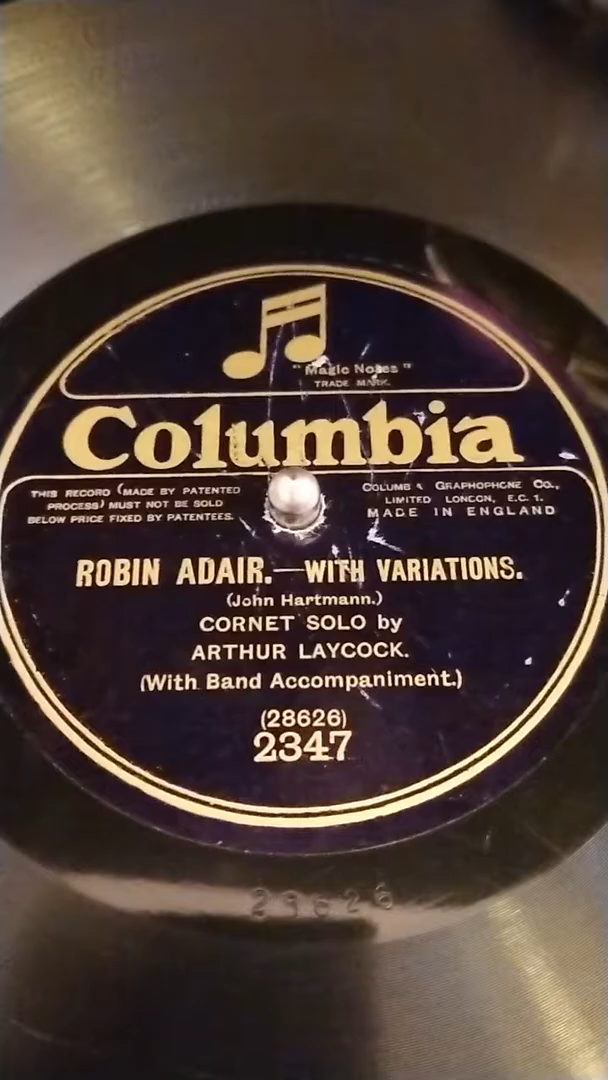 "Magic Notes"
TRADE MARK.
Columbia
THIS RECORD (MADE BY PATENTED
PROCESS) MUST NOT BE SOLD
BELOW PRICE FIXED BY PATENTEES.
COLUMBIA GRAPHOPHONE CO.,
LIMITED LONDON, E.C. 1.
MADE IN ENGLAND
ROBIN ADAIR.—WITH VARIATIONS.
(John Hartmann.)
CORNET SOLO by
ARTHUR LAYCOCK.
(With Band Accompaniment.)
(28626)
2347
28626